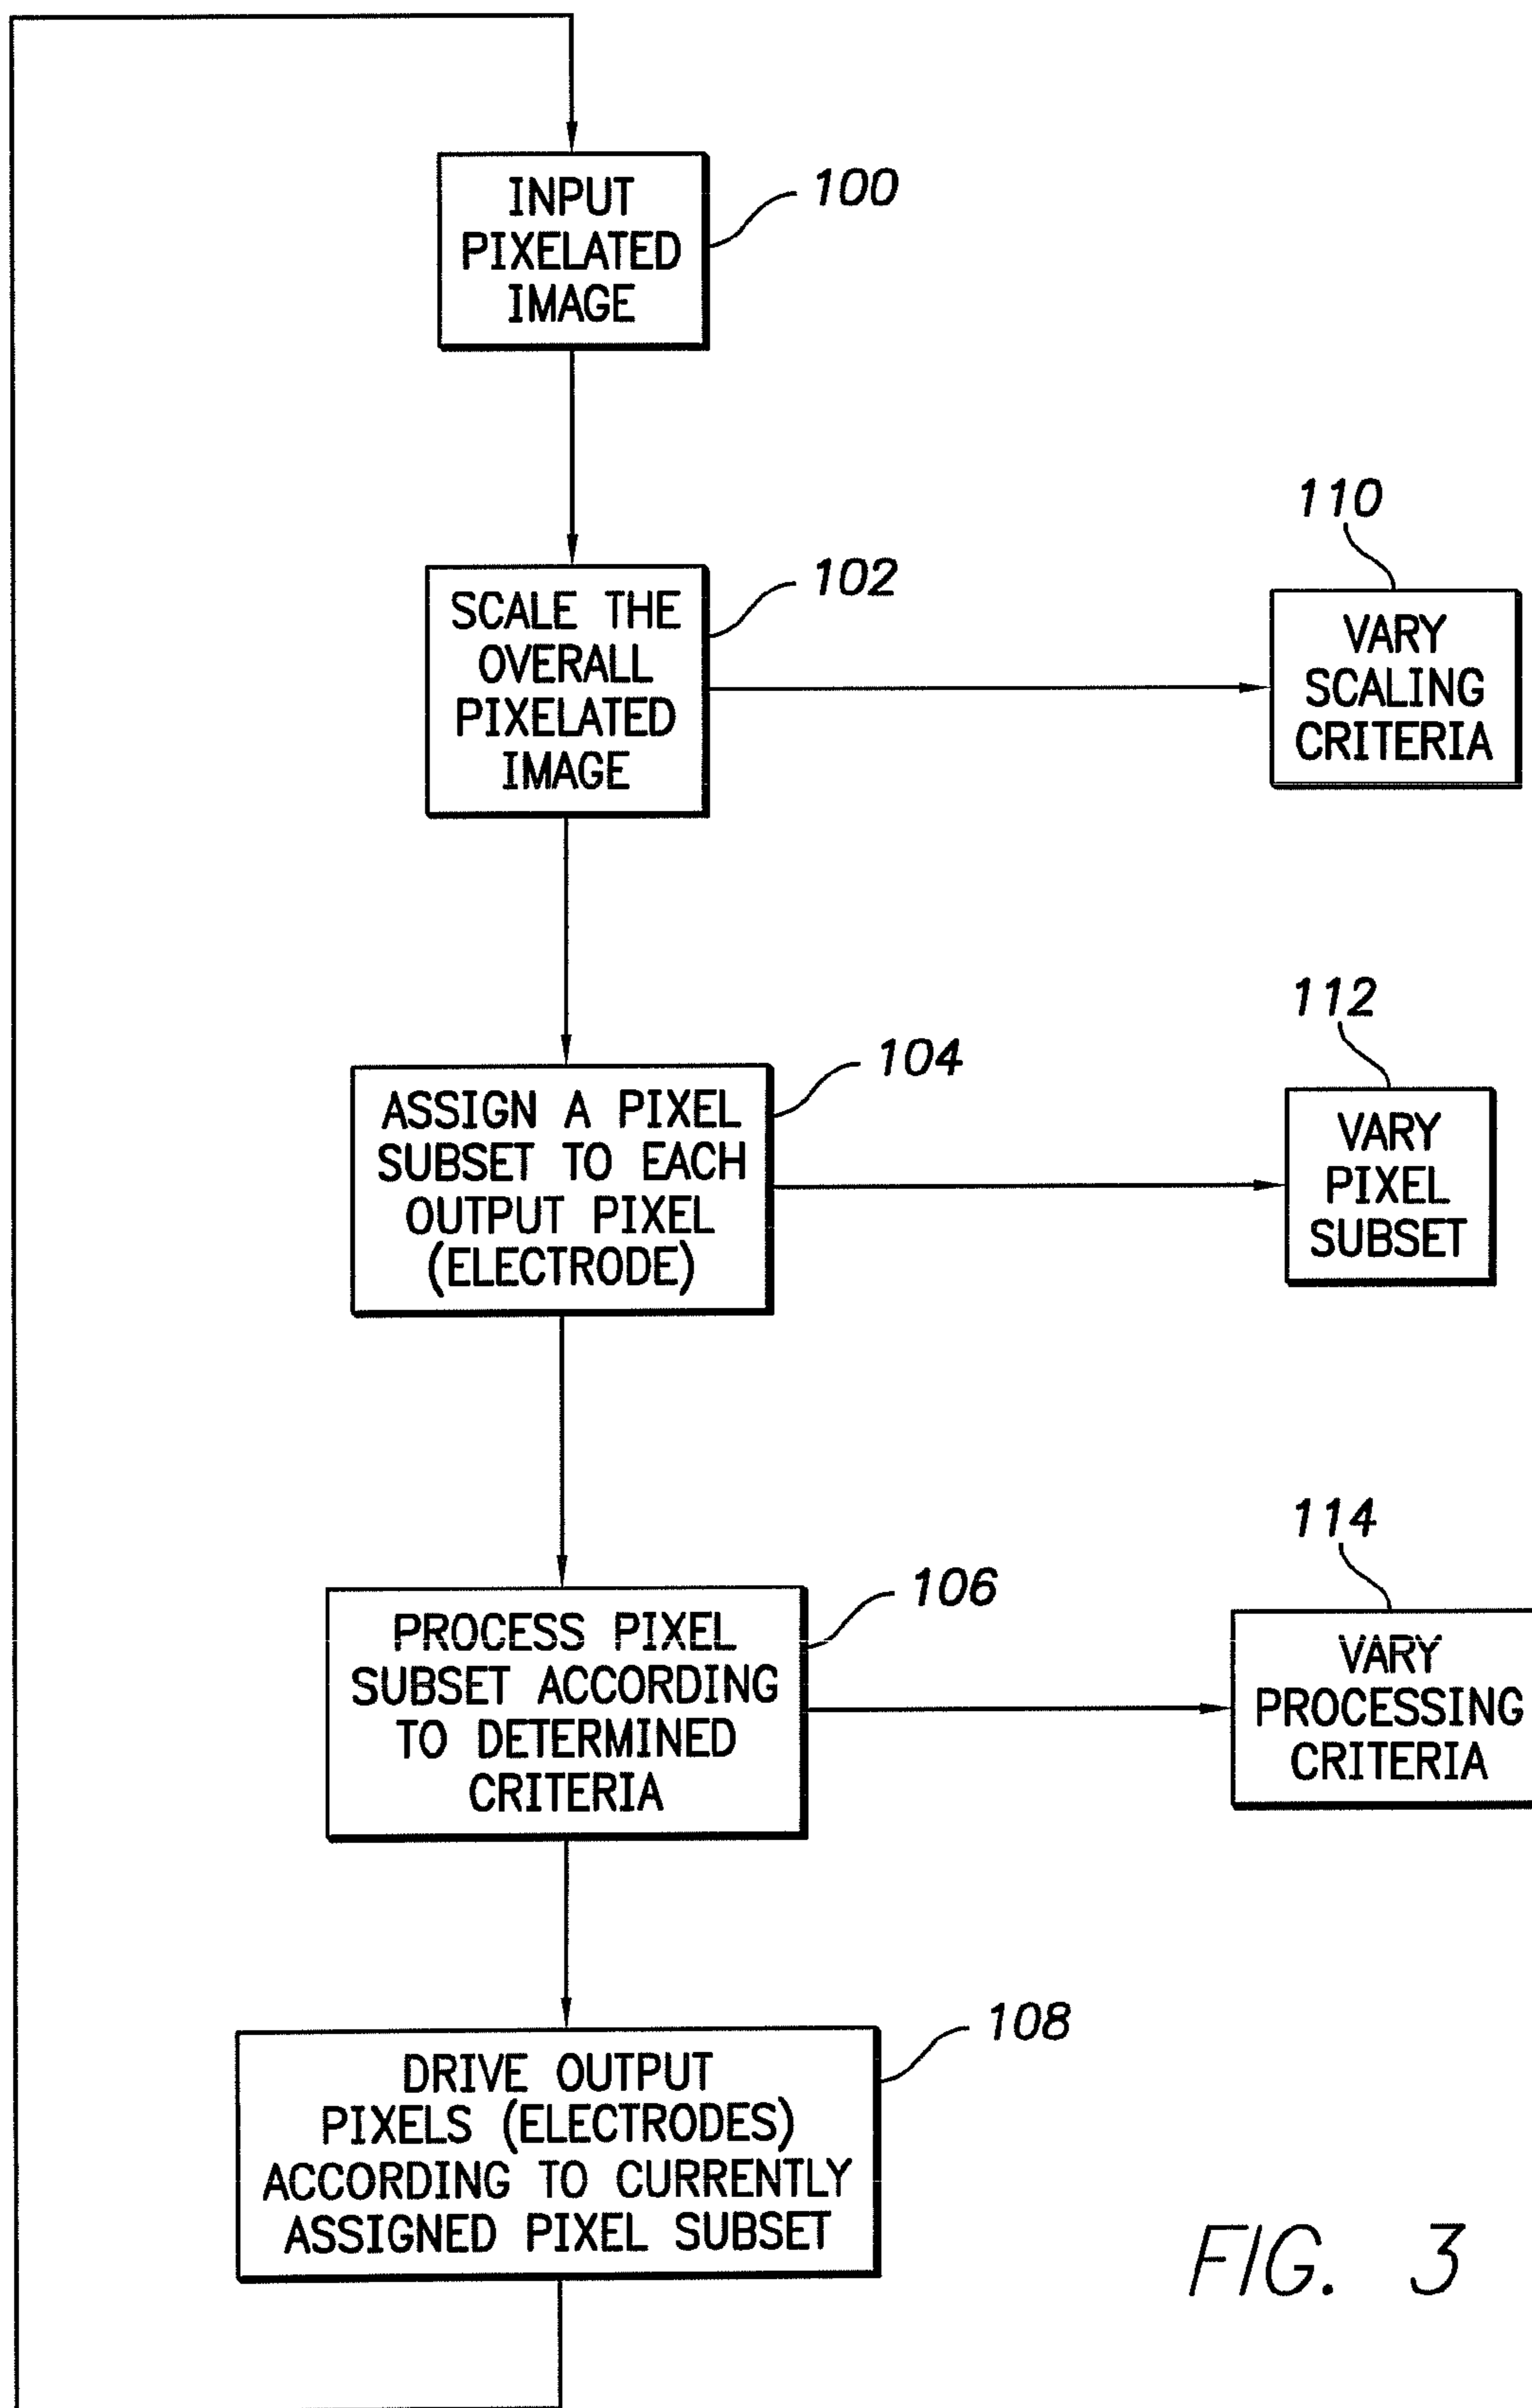 INPUT
PIXELATED
IMAGE
100
SCALE THE
OVERALL
PIXELATED
IMAGE
102
110
VARY
SCALING
CRITERIA
ASSIGN A PIXEL
SUBSET TO EACH
OUTPUT PIXEL
(ELECTRODE)
104
112
VARY
PIXEL
SUBSET
PROCESS PIXEL
SUBSET ACCORDING
TO DETERMINED
CRITERIA
106
114
VARY
PROCESSING
CRITERIA
DRIVE OUTPUT
PIXELS (ELECTRODES)
ACCORDING TO CURRENTLY
ASSIGNED PIXEL SUBSET
108
FIG. 3